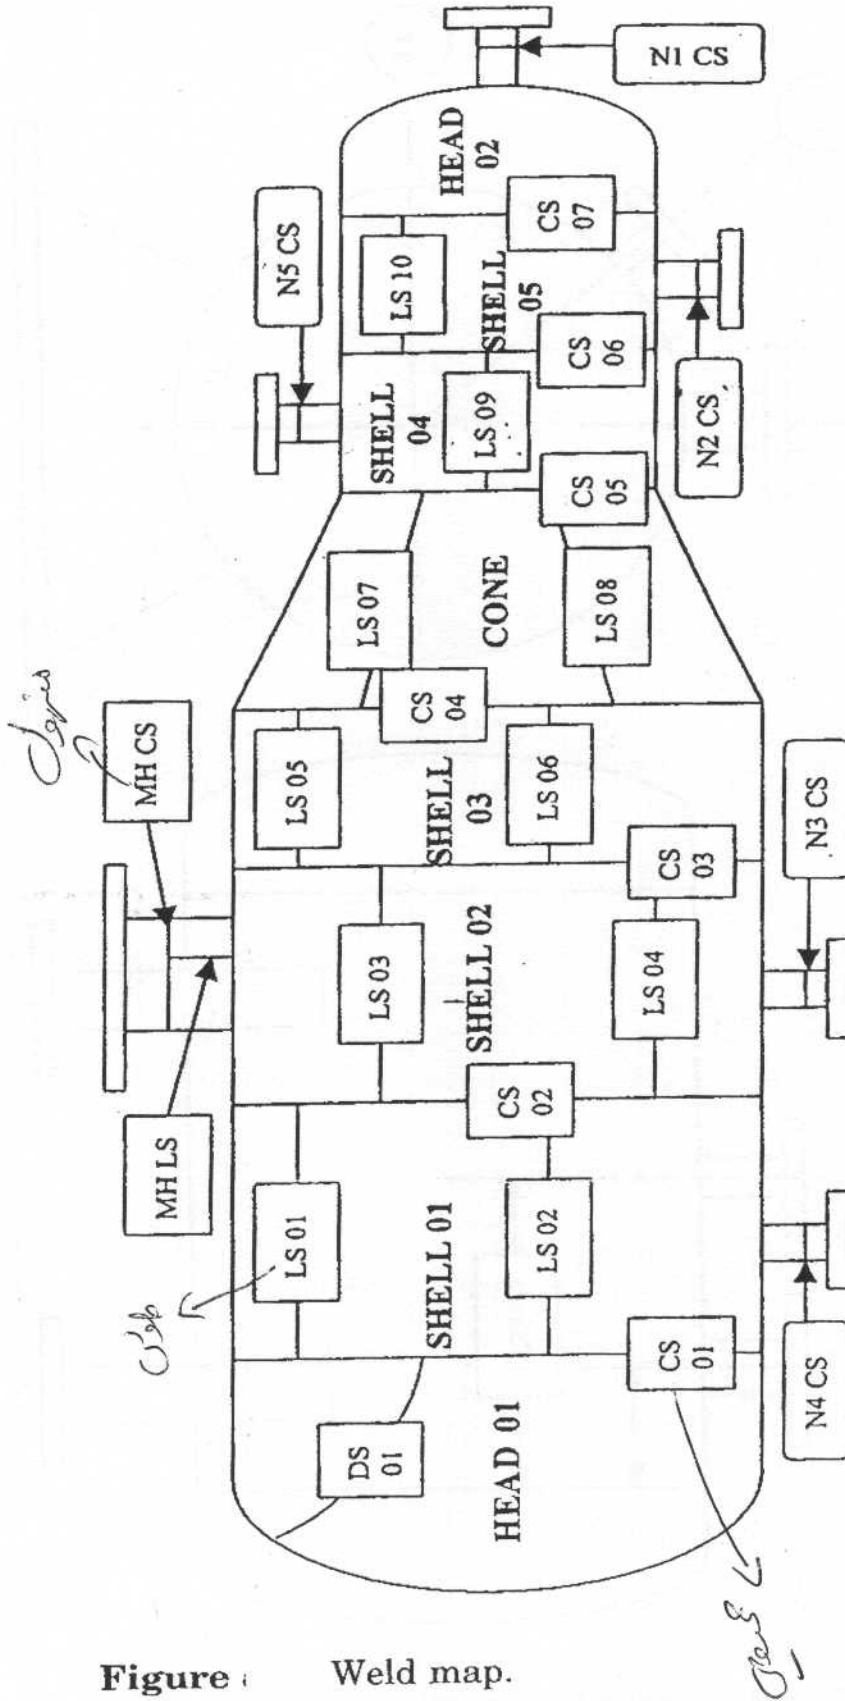 N1 CS
HEAD
02
N5 CS
CS
07
LS 10
SHELL
05
CS
06
N2 CS
SHELL
04
LS 09
CS
05
LS 07
CONE
LS 08
MH CS
CS
04
LS 05
SHELL
03
LS 06
N3 CS
CS
03
LS 03
SHELL 02
LS 04
MH LS
CS
02
LS 01
SHELL 01
LS 02
CS
01
N4 CS
DS
01
HEAD 01
Figure Weld map.